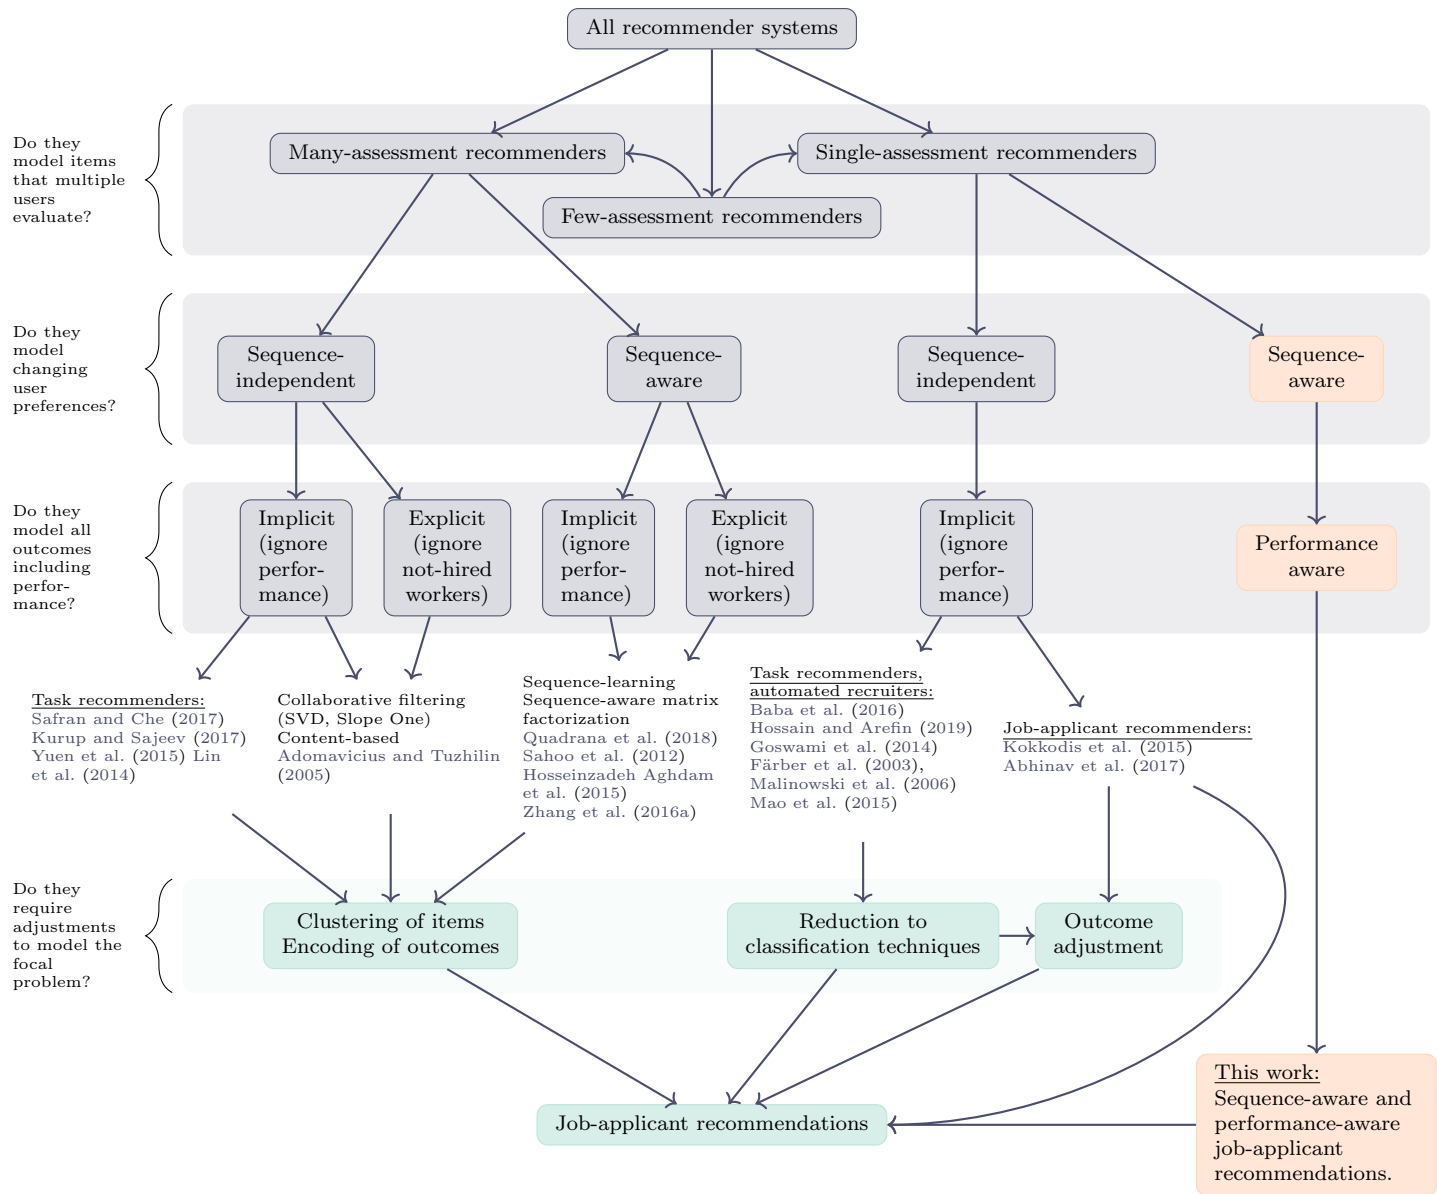 All recommender systems
Do they
model items
that multiple
users
evaluate?
Many-assessment recommenders
Single-assessment recommenders
Few-assessment recommenders
Do they
model
changing
user
preferences?
Sequence-
independent
Sequence-
aware
Sequence-
independent
Sequence-
aware
Do they
model all
outcomes
including
perfor-
mance?
Implicit
(ignore
perfor-
mance)
Explicit
(ignore
not-hired
workers)
Implicit
(ignore
perfor-
mance)
Explicit
(ignore
not-hired
workers)
Implicit
(ignore
perfor-
mance)
Performance
aware
Task recommenders:
Safran and Che (2017)
Kurup and Sajeev (2017)
Yuen et al. (2015) Lin
et al. (2014)
Collaborative filtering
(SVD, Slope One)
Content-based
Adomavicius and Tuzhilin
(2005)
Sequence-learning
Sequence-aware matrix
factorization
Quadrana et al. (2018)
Sahoo et al. (2012)
Hosseinzadeh Aghdam
et al. (2015)
Zhang et al. (2016a)
Task recommenders,
automated recruiters:
Baba et al. (2016)
Hossain and Arefin (2019)
Goswami et al. (2014)
Färber et al. (2003),
Malinowski et al. (2006)
Mao et al. (2015)
Job-applicant recommenders:
Kokkodis et al. (2015)
Abhinav et al. (2017)
Do they
require
adjustments
to model the
focal
problem?
Clustering of items
Encoding of outcomes
Reduction to
classification techniques
Outcome
adjustment
Job-applicant recommendations
This work:
Sequence-aware and
performance-aware
job-applicant
recommendations.